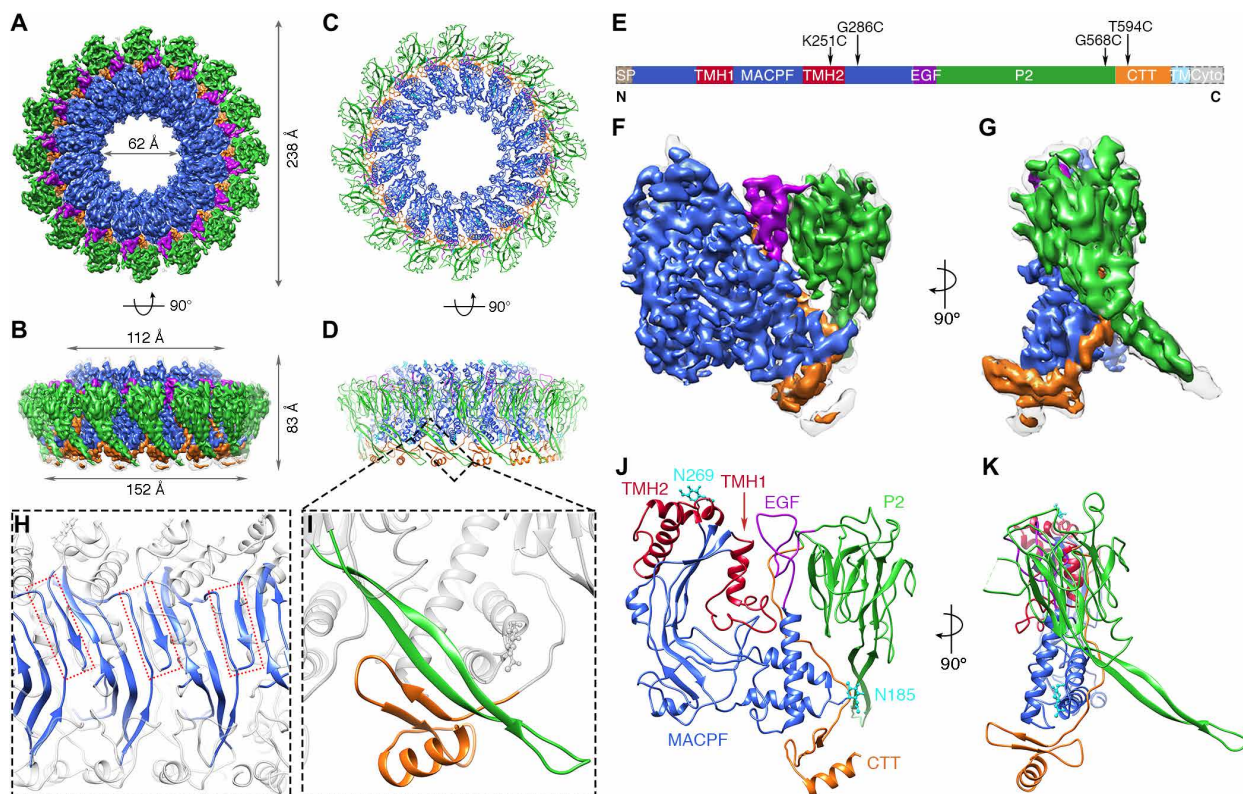 A
62 Å
238 Å
90°
B
112 Å
83 Å
152 Å
C
90°
D
E
K251C
G286C
G568C
T594C
SP
TMH1
MACPF
TMH2
EGF
P2
CTT
TM
Cyto
N
C
F
90°
G
H
I
J
TMH2
N269
TMH1
EGF
P2
N185
MACPF
CTT
90°
K